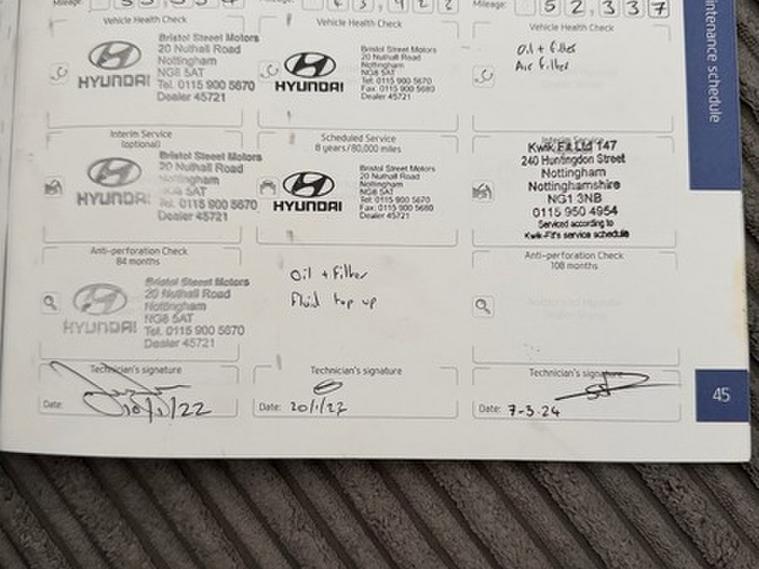 Mileage:
Mileage: 43,422
Mileage: 52,337
Vehicle Health Check
HYUNDAI
Bristol Street Motors
20 Nuthall Road
Nottingham
NG8 5AT
Tel. 0115 900 5670
Dealer 45721
Vehicle Health Check
HYUNDAI
Bristol Street Motors
20 Nuthall Road
Nottingham
NG8 5AT
Tel: 0115 900 5670
Fax: 0115 900 5680
Dealer 45721
Vehicle Health Check
Oil + filter
Air filter
Interim Service
(optional)
HYUNDAI
Bristol Street Motors
20 Nuthall Road
Nottingham
NG8 5AT
Tel. 0115 900 5670
Dealer 45721
Scheduled Service
8 years/80,000 miles
HYUNDAI
Bristol Street Motors
20 Nuthall Road
Nottingham
NG8 5AT
Tel: 0115 900 5670
Fax: 0115 900 5680
Dealer 45721
Interim Service
Kwik Fit Ltd 147
240 Huntingdon Street
Nottingham
Nottinghamshire
NG1 3NB
0115 950 4954
Serviced according to
Kwik-Fit's service schedule
Anti-perforation Check
84 months
HYUNDAI
Bristol Street Motors
20 Nuthall Road
Nottingham
NG8 5AT
Tel. 0115 900 5670
Dealer 45721
Oil + Filter
Fluid top up
Anti-perforation Check
108 months
Technician's signature
Date: 10/1/22
Technician's signature
Date: 20/1/23
Technician's signature
Date: 7-3.24
maintenance schedule
45